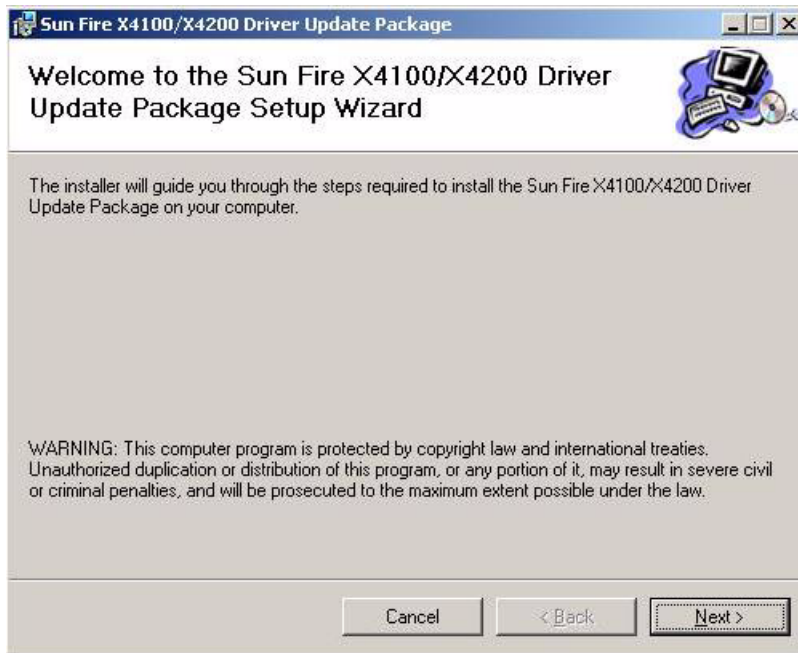 Sun Fire X4100/X4200 Driver Update Package
Welcome to the Sun Fire X4100/X4200 Driver
Update Package Setup Wizard
The installer will guide you through the steps required to install the Sun Fire X4100/X4200 Driver
Update Package on your computer.
WARNING: This computer program is protected by copyright law and international treaties.
Unauthorized duplication or distribution of this program, or any portion of it, may result in severe civil
or criminal penalties, and will be prosecuted to the maximum extent possible under the law.
Cancel
< Back
Next >